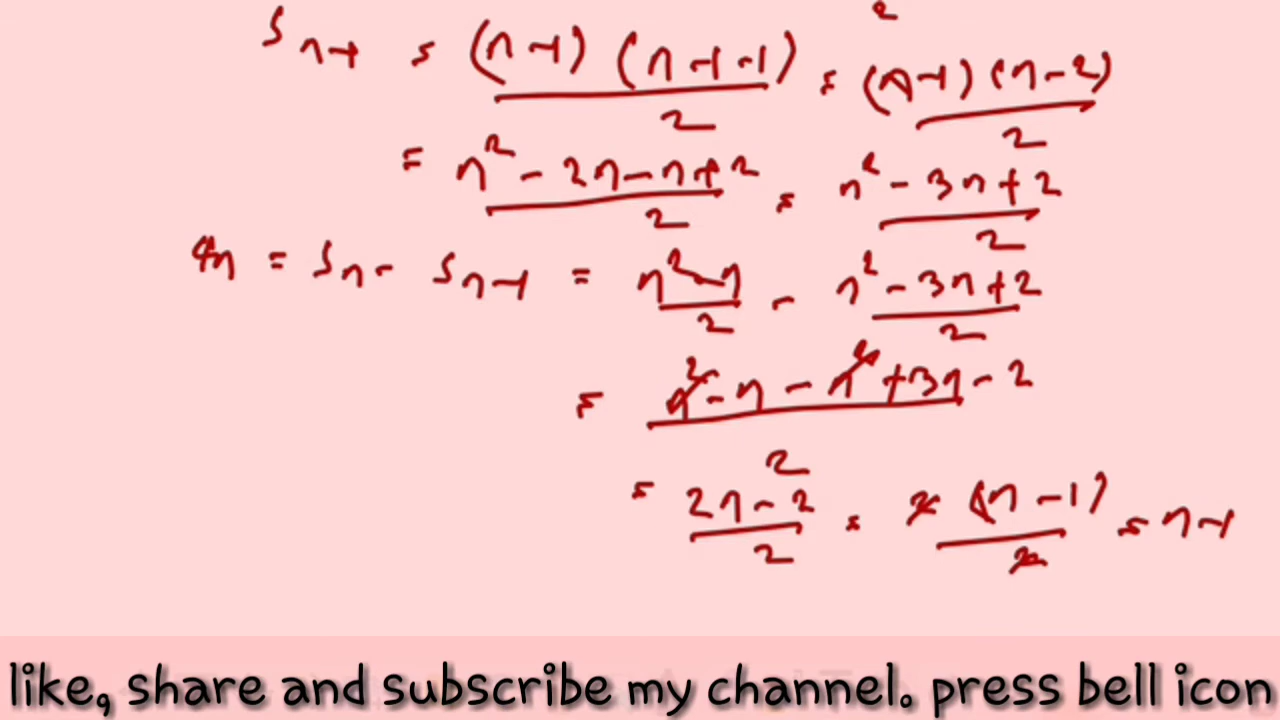 2
S n-1 = (n-1) (n-1-1) / 2 = (n-1) (n-2) / 2
= n² - 2n - n + 2 / 2 = n² - 3n + 2 / 2
an = Sn - S n-1 = n² - n / 2 - n² - 3n + 2 / 2
= n² - n - n² + 3n - 2 / 2
= 2n - 2 / 2 = 2 (n - 1) / 2 = n-1
like, share and subscribe my channel. press bell icon